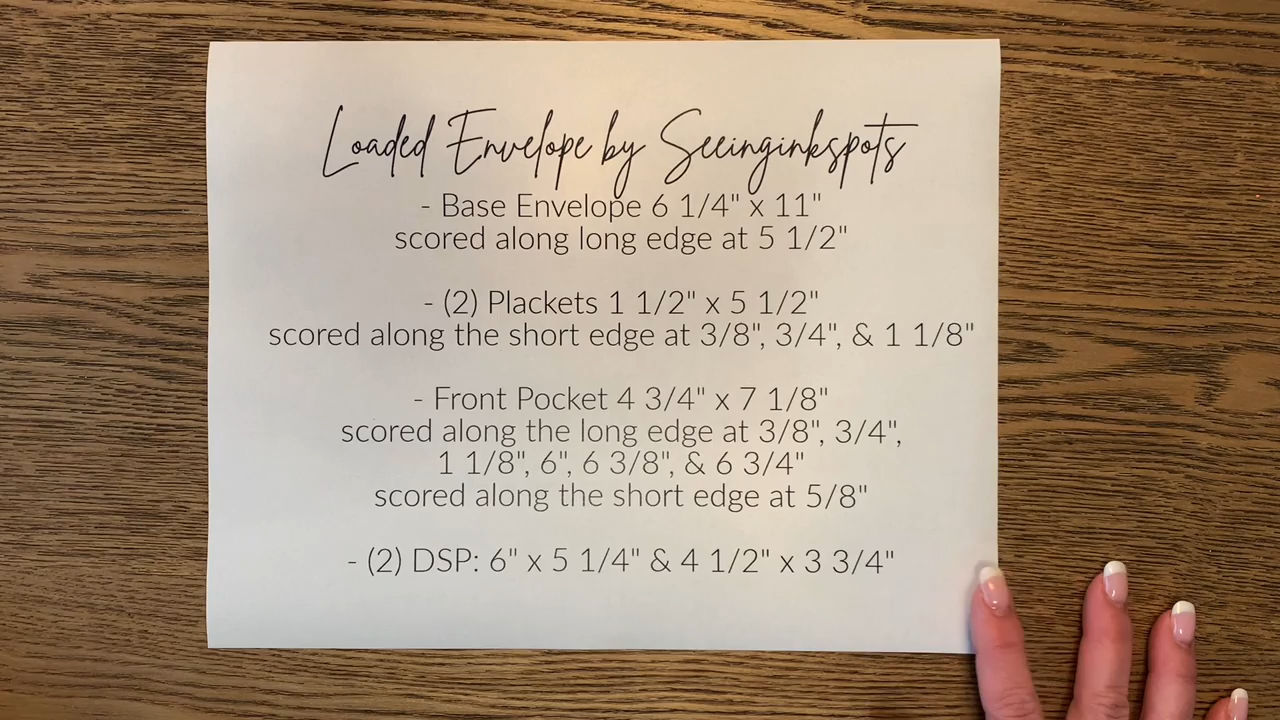 Loaded Envelope by Seeinginkspots
- Base Envelope 6 1/4" x 11"
scored along long edge at 5 1/2"
- (2) Plackets 1 1/2" x 5 1/2"
scored along the short edge at 3/8", 3/4", & 1 1/8"
- Front Pocket 4 3/4" x 7 1/8"
scored along the long edge at 3/8", 3/4",
1 1/8", 6", 6 3/8", & 6 3/4"
scored along the short edge at 5/8"
- (2) DSP: 6" x 5 1/4" & 4 1/2" x 3 3/4"